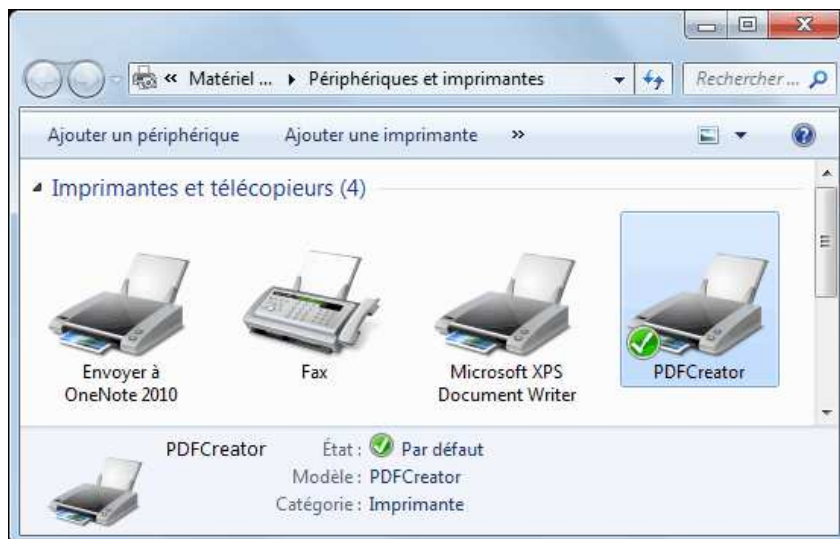 « Matériel ... ▸ Périphériques et imprimantes Rechercher ...
Ajouter un périphérique Ajouter une imprimante »
Imprimantes et télécopieurs (4)
Envoyer à
OneNote 2010
Fax
Microsoft XPS
Document Writer
PDFCreator
PDFCreator État : Par défaut
Modèle : PDFCreator
Catégorie : Imprimante